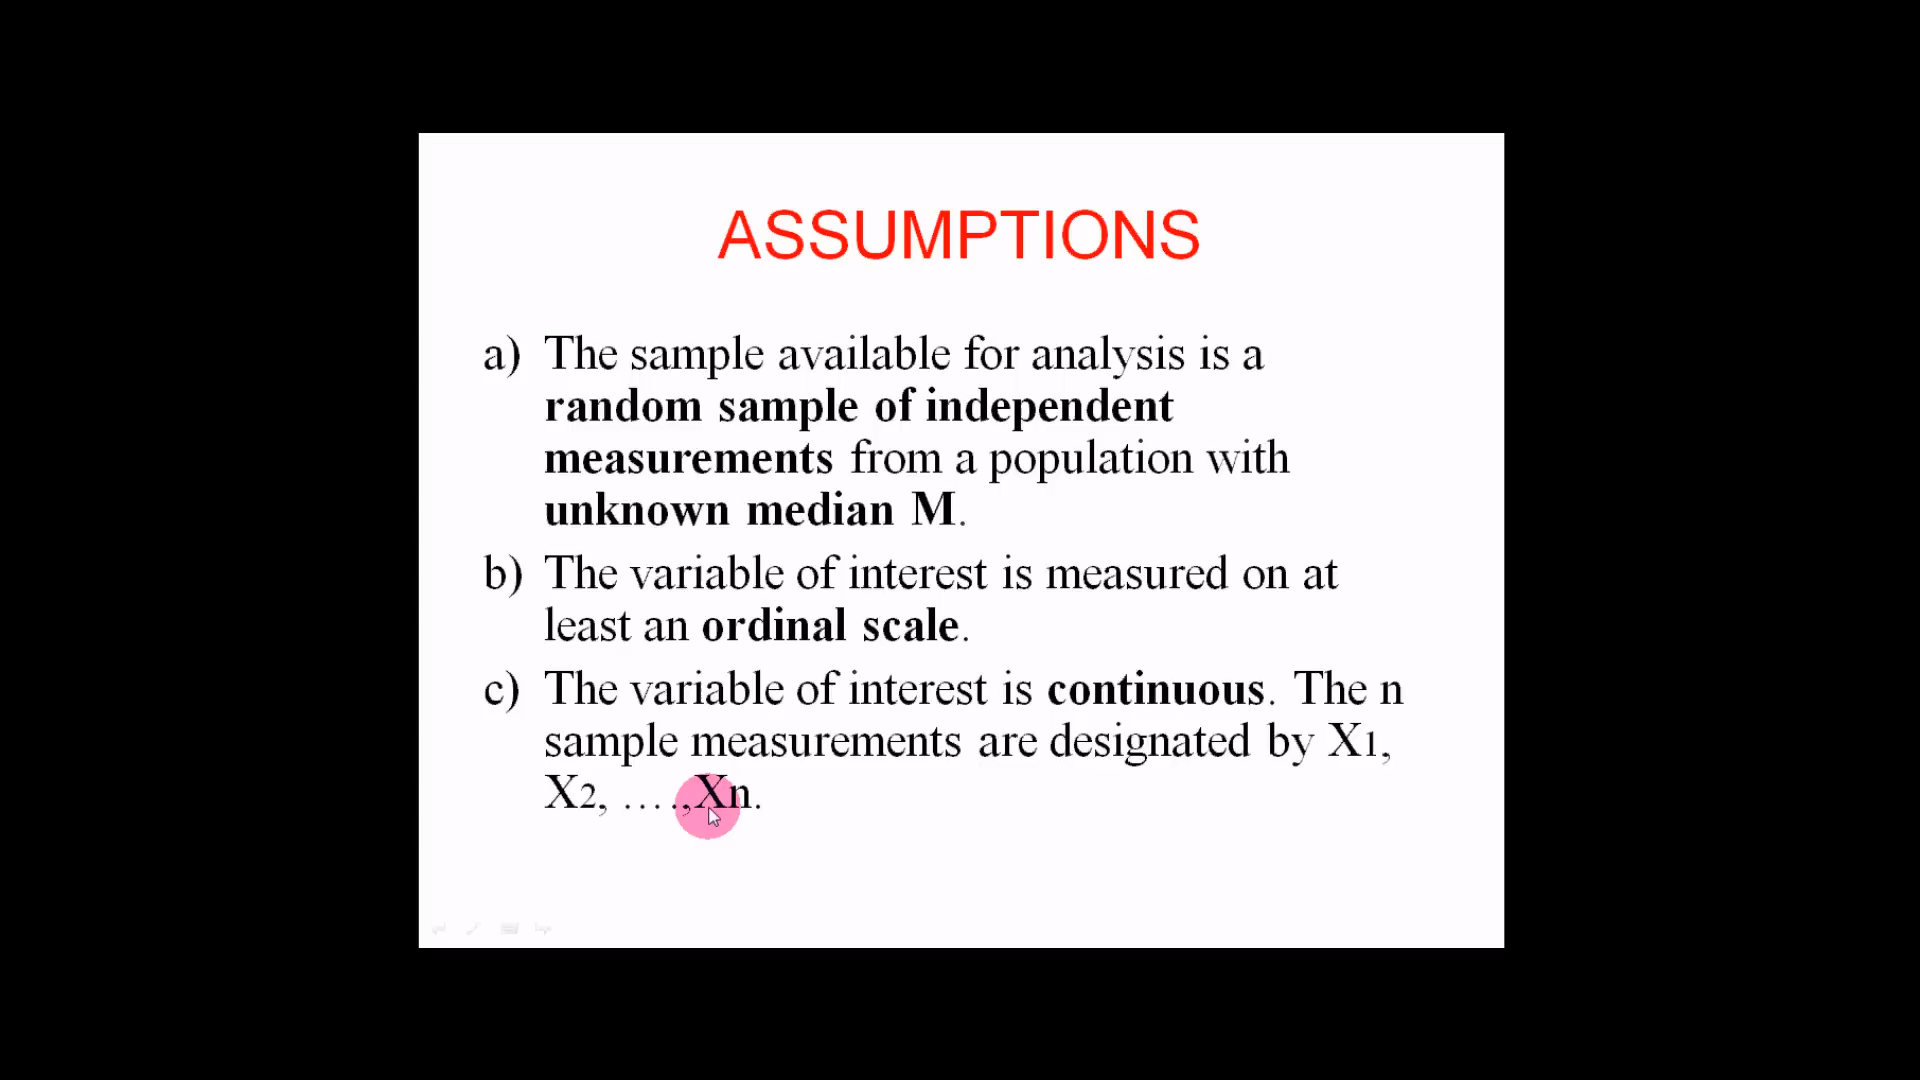 ASSUMPTIONS
a) The sample available for analysis is a
random sample of independent
measurements from a population with
unknown median M.
b) The variable of interest is measured on at
least an ordinal scale.
c) The variable of interest is continuous. The n
sample measurements are designated by X1,
X2, ….,Xn.